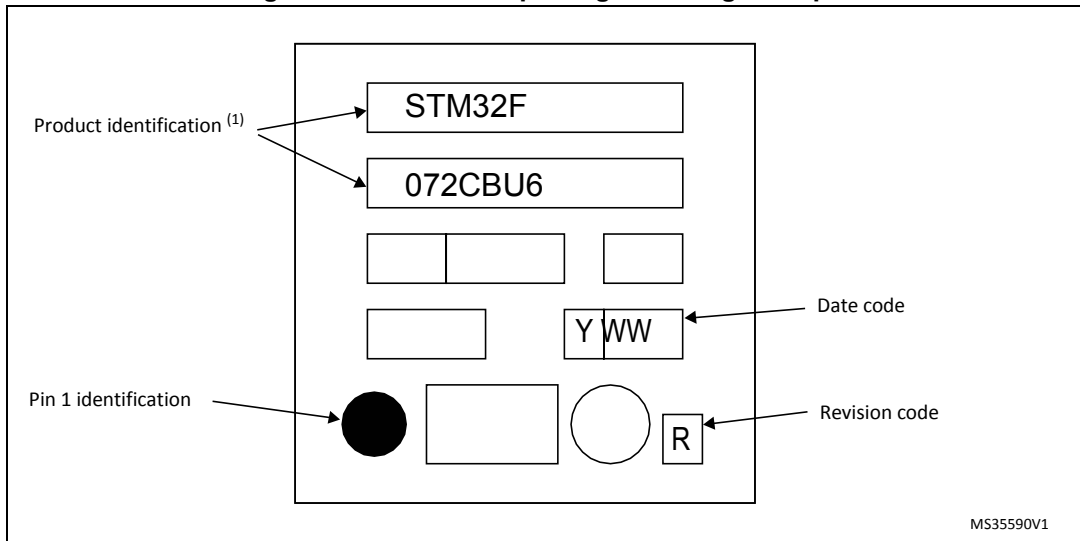 Product identification (1)
STM32F
072CBU6
Y WW
Date code
Pin 1 identification
R
Revision code
MS35590V1